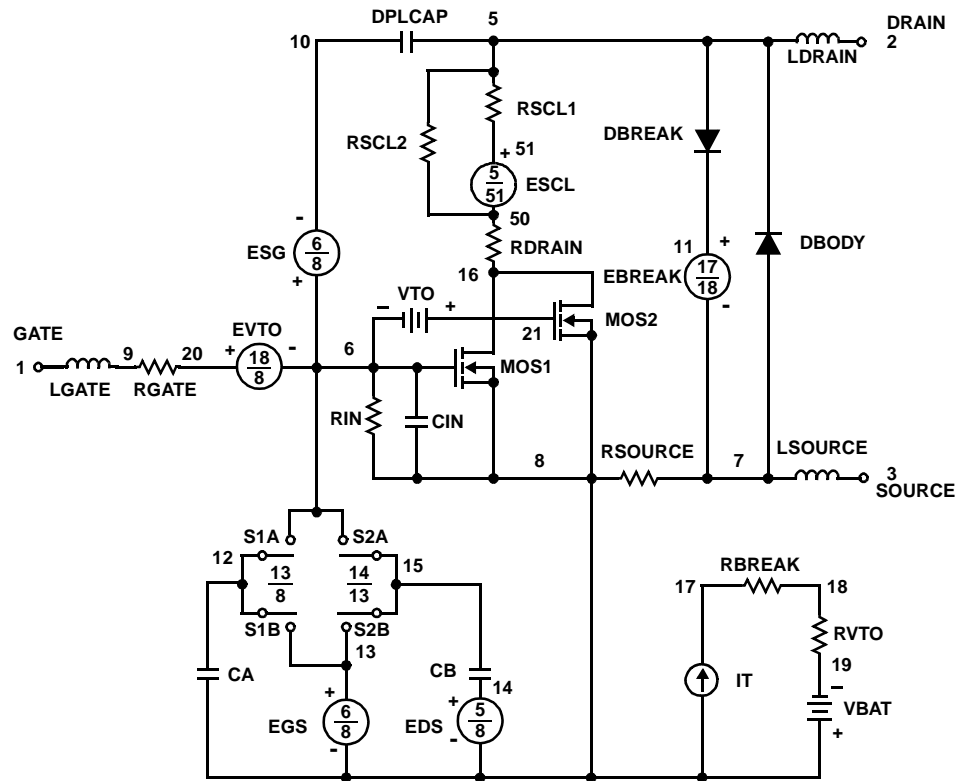 DPLCAP
5
DRAIN
2
10
LDRAIN
RSCL1
RSCL2
DBREAK
+ 51
5
51
ESCL
50
-
6
8
ESG
+
RDRAIN
11
+
17
18
EBREAK
-
DBODY
16
VTO
- +
21
MOS2
GATE
1
9
20
LGATE
RGATE
EVTO
+ -
18
8
6
MOS1
RIN
CIN
8
RSOURCE
7
LSOURCE
3
SOURCE
S1A
S2A
12
13
8
14
13
15
S1B
S2B
13
CA
CB
14
+
6
8
EGS
-
+
5
8
EDS
-
RBREAK
17
18
RVTO
19
IT
-
VBAT
+